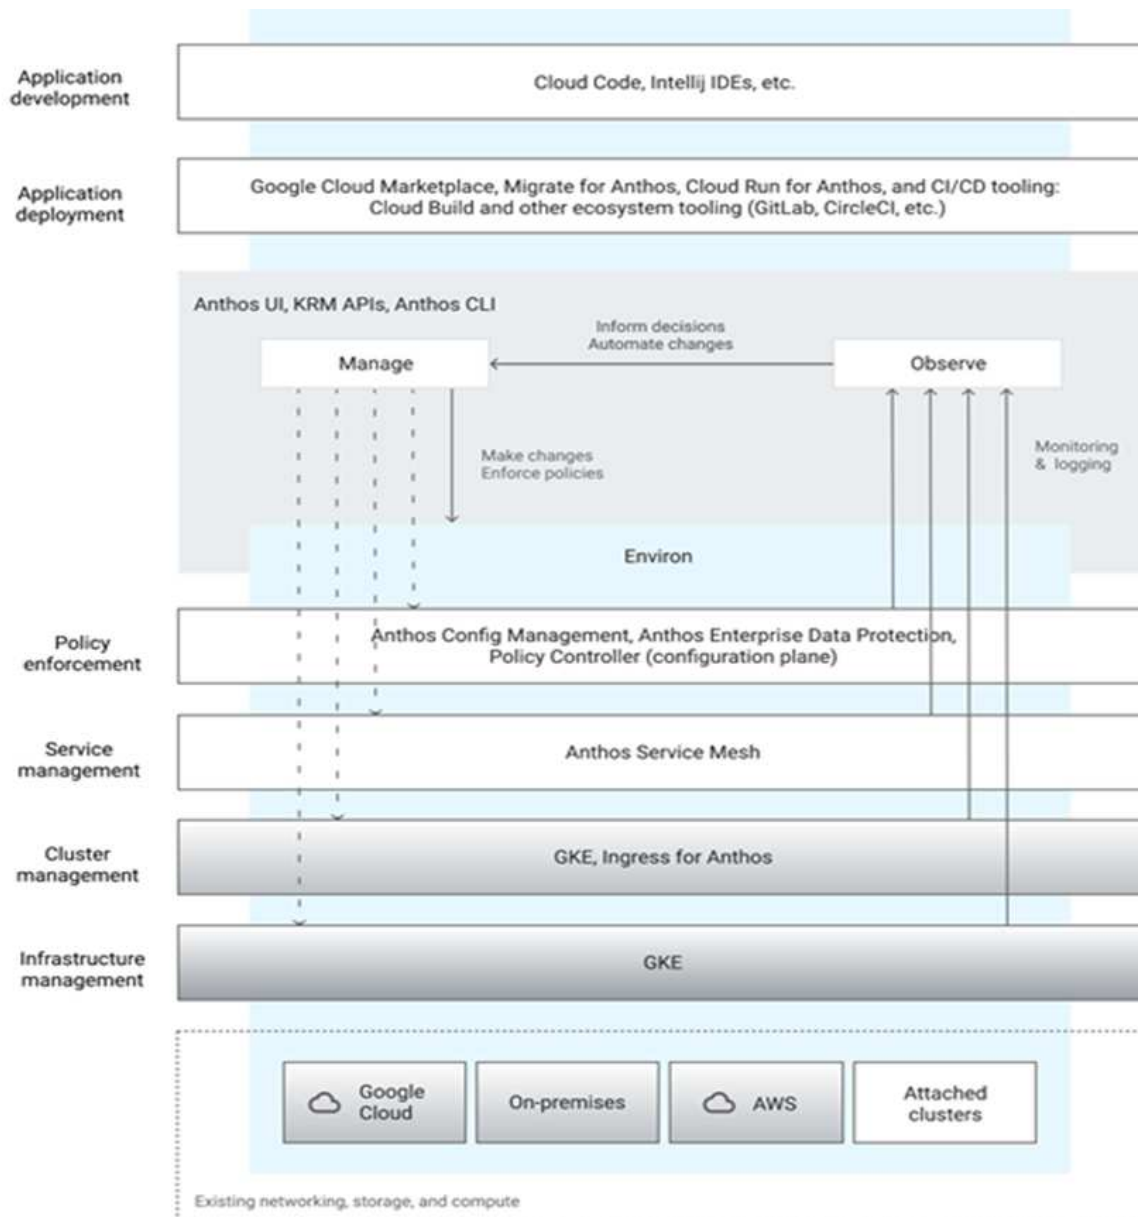 Application
development
Cloud Code, Intellij IDEs, etc.
Application
deployment
Google Cloud Marketplace, Migrate for Anthos, Cloud Run for Anthos, and CI/CD tooling:
Cloud Build and other ecosystem tooling (GitLab, CircleCI, etc.)
Anthos UI, KRM APIs, Anthos CLI
Manage
Inform decisions
Automate changes
Observe
Make changes
Enforce policies
Monitoring
& logging
Environ
Policy
enforcement
Anthos Config Management, Anthos Enterprise Data Protection,
Policy Controller (configuration plane)
Service
management
Anthos Service Mesh
Cluster
management
GKE, Ingress for Anthos
Infrastructure
management
GKE
Google
Cloud
On-premises
AWS
Attached
clusters
Existing networking, storage, and compute